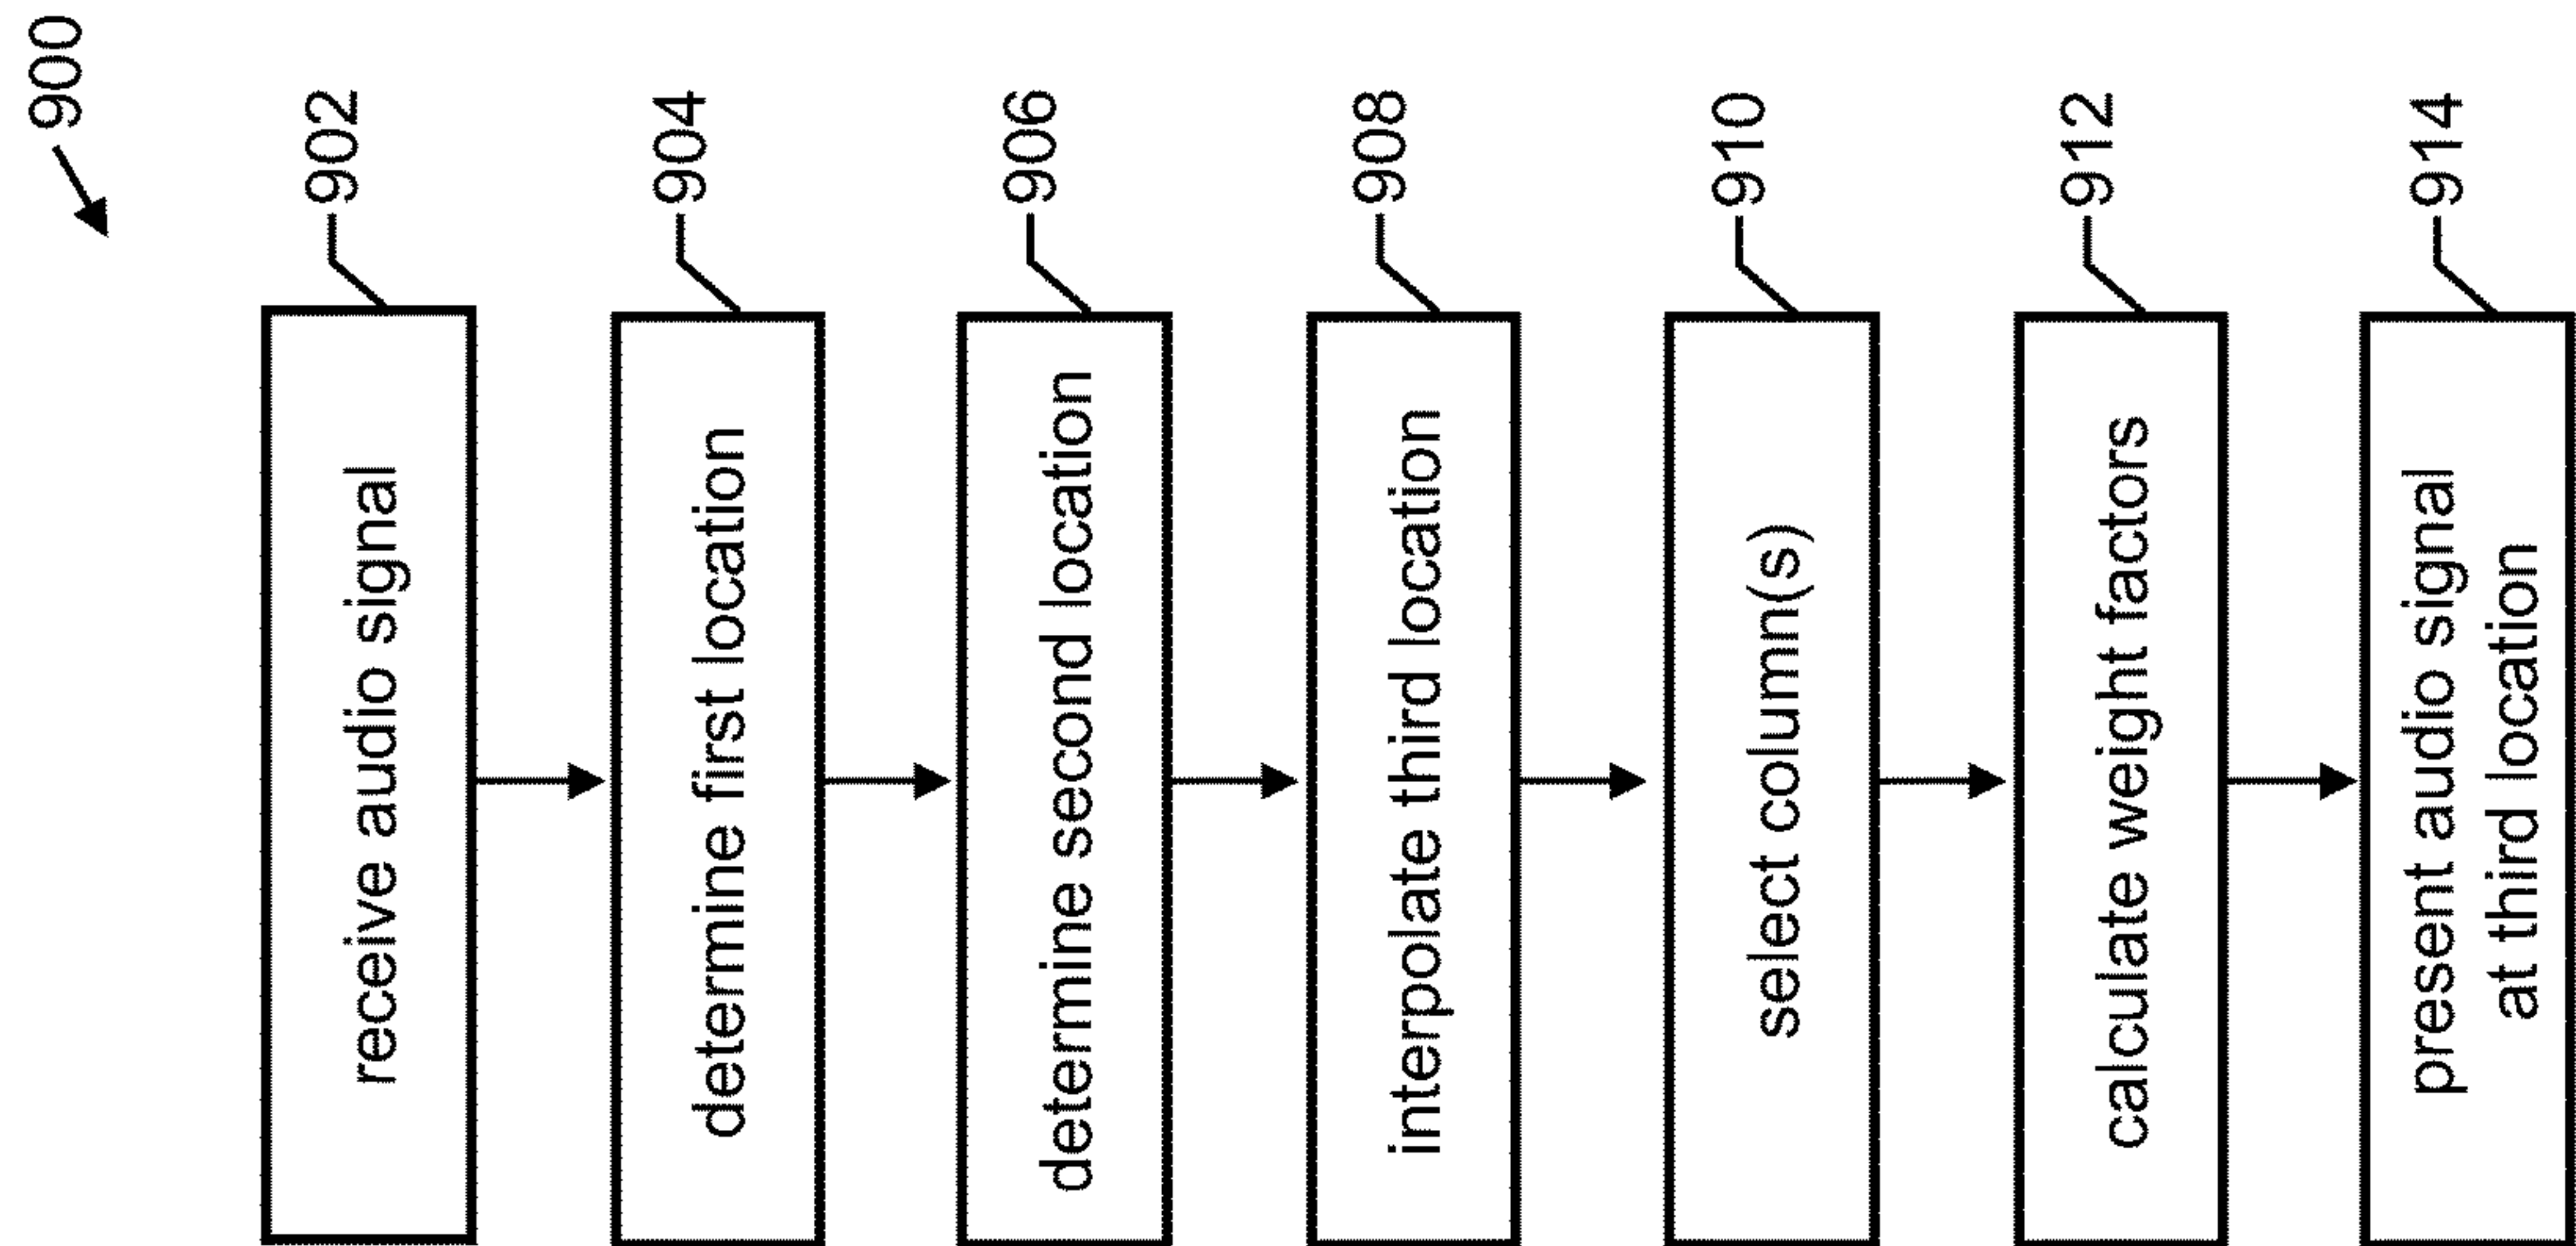 900
receive audio signal
902
determine first location
904
determine second location
906
interpolate third location
908
select column(s)
910
calculate weight factors
912
present audio signal
at third location
914